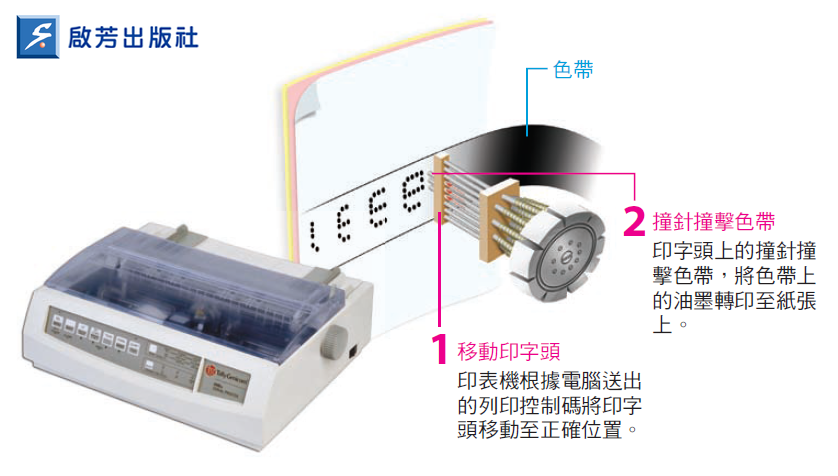 啟芳出版社
色帶
2 撞針撞擊色帶
印字頭上的撞針撞
擊色帶，將色帶上
的油墨轉印至紙張
上。
1 移動印字頭
印表機根據電腦送出
的列印控制碼將印字
頭移動至正確位置。
TallyGenicom